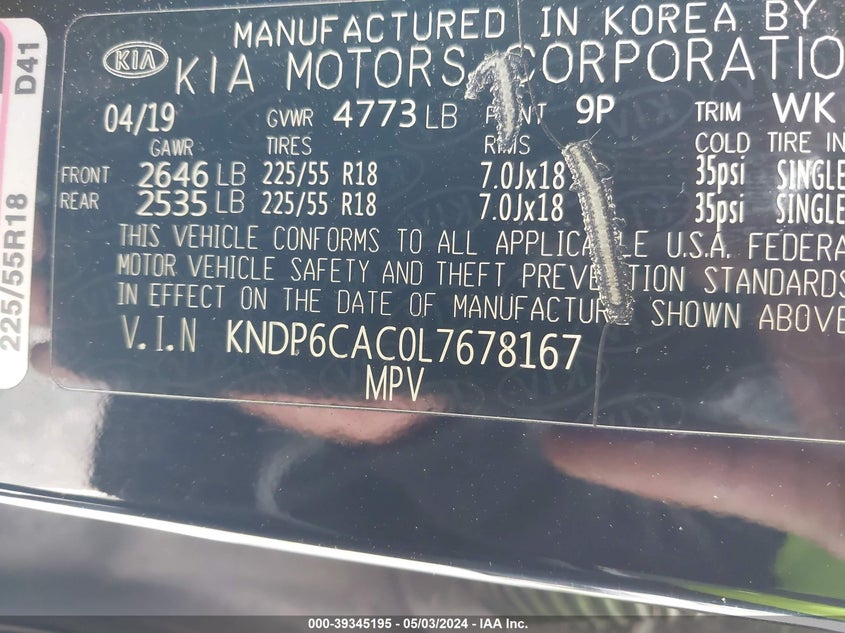 MANUFACTURED IN KOREA BY
KIA KIA MOTORS CORPORATIO
04/19 GVWR 4773 LB 9P TRIM WK
GAWR TIRES RMS COLD TIRE IN
FRONT 2646 LB 225/55 R18 7.0Jx18 35psi SINGLE
REAR 2535 LB 225/55 R18 7.0Jx18 35psi SINGLE
THIS VEHICLE CONFORMS TO ALL APPLICABLE U.S.A. FEDERA
MOTOR VEHICLE SAFETY AND THEFT PREVENTION STANDARDS
IN EFFECT ON THE DATE OF MANUFACTURE SHOWN ABOVE
V.I.N KNDP6CAC0L7678167
MPV
225/55R18 D41
000-39345195 - 05/03/2024 - IAA Inc.